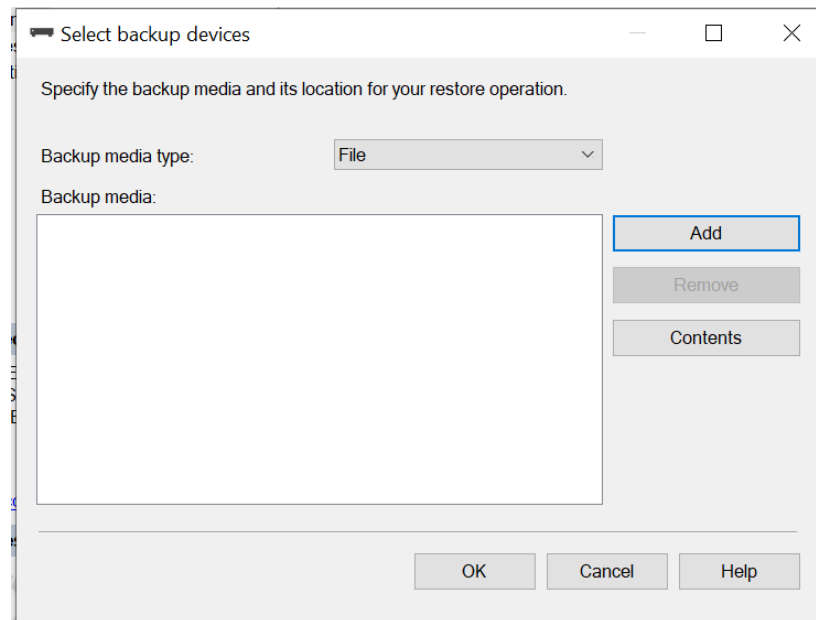 Select backup devices
Specify the backup media and its location for your restore operation.
Backup media type:
File
Backup media:
Add
Remove
Contents
OK
Cancel
Help